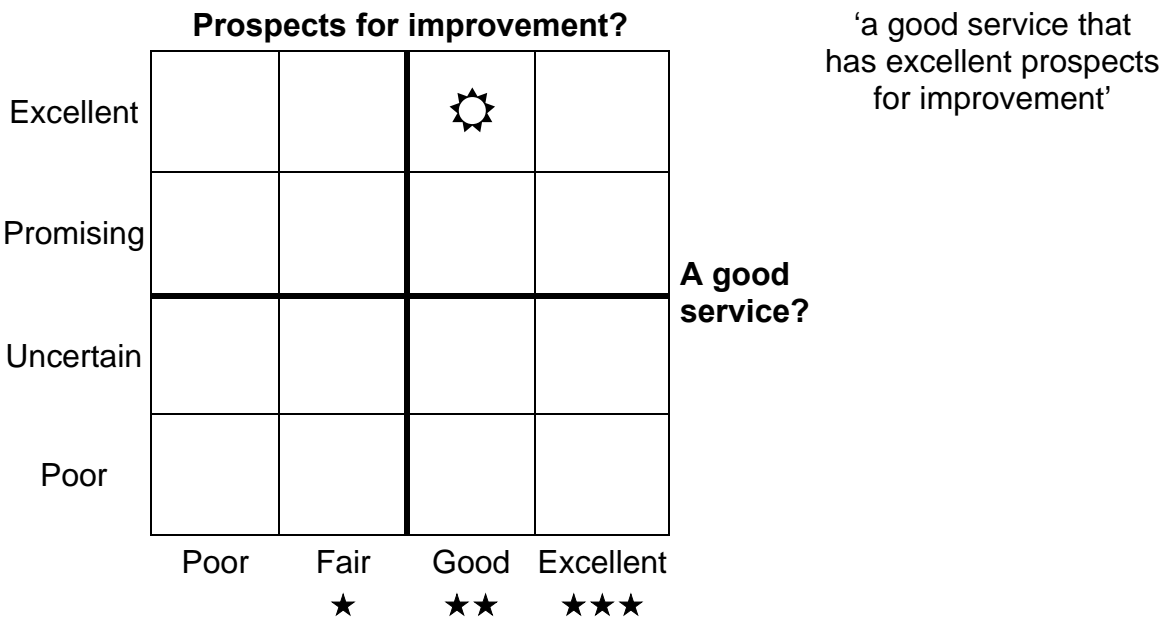 Prospects for improvement?
‘a good service that
has excellent prospects
for improvement’
Excellent
Promising
A good
service?
Uncertain
Poor
Poor Fair Good Excellent
★ ★★ ★★★